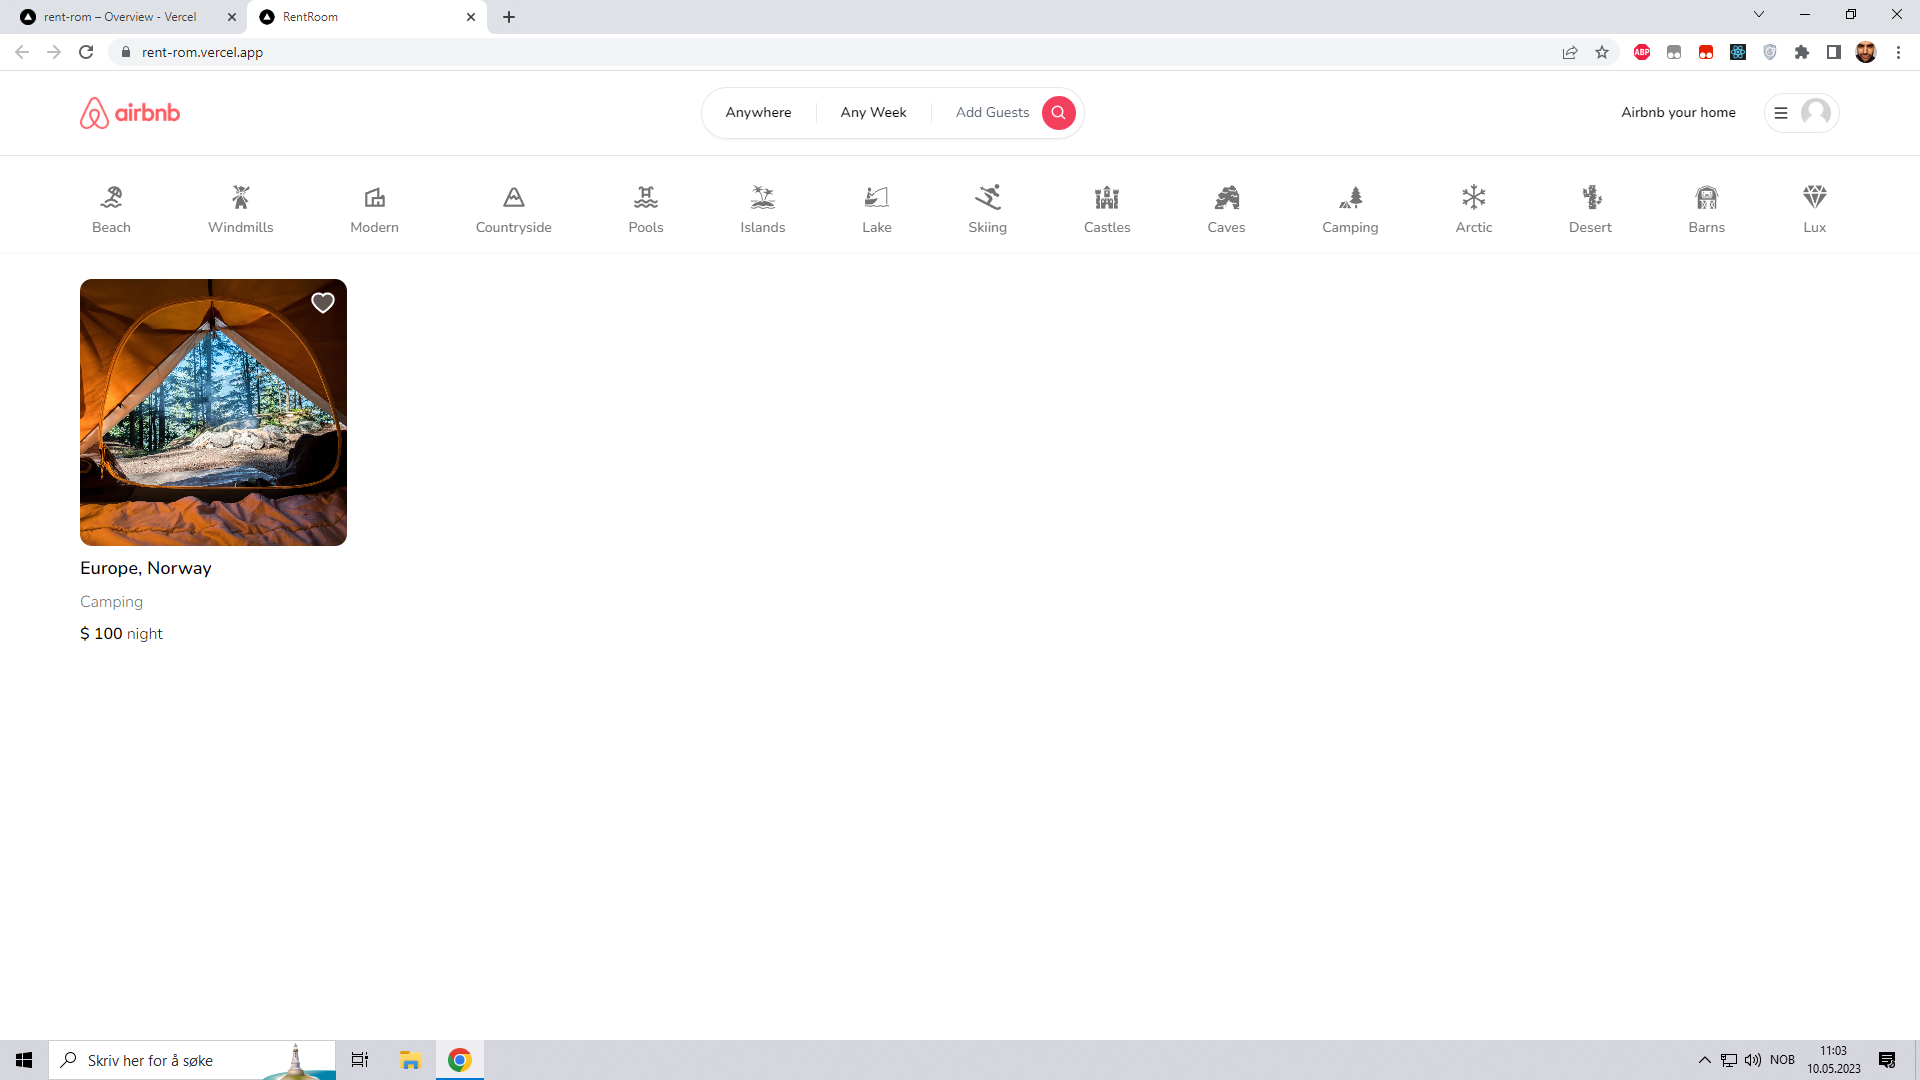 rent-rom – Overview - Vercel
RentRoom
rent-rom.vercel.app
ABP
airbnb
Anywhere
Any Week
Add Guests
Airbnb your home
Beach
Windmills
Modern
Countryside
Pools
Islands
Lake
Skiing
Castles
Caves
Camping
Arctic
Desert
Barns
Lux
Europe, Norway
Camping
$ 100 night
Skriv her for å søke
NOB
11:03
10.05.2023